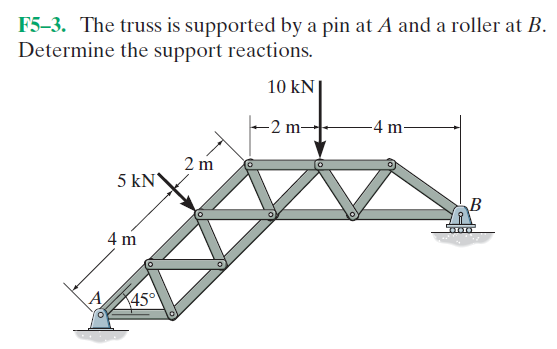 F5–3. The truss is supported by a pin at A and a roller at B.
Determine the support reactions.
10 kN
2 m
4 m
2 m
5 kN
B
4 m
A
45°